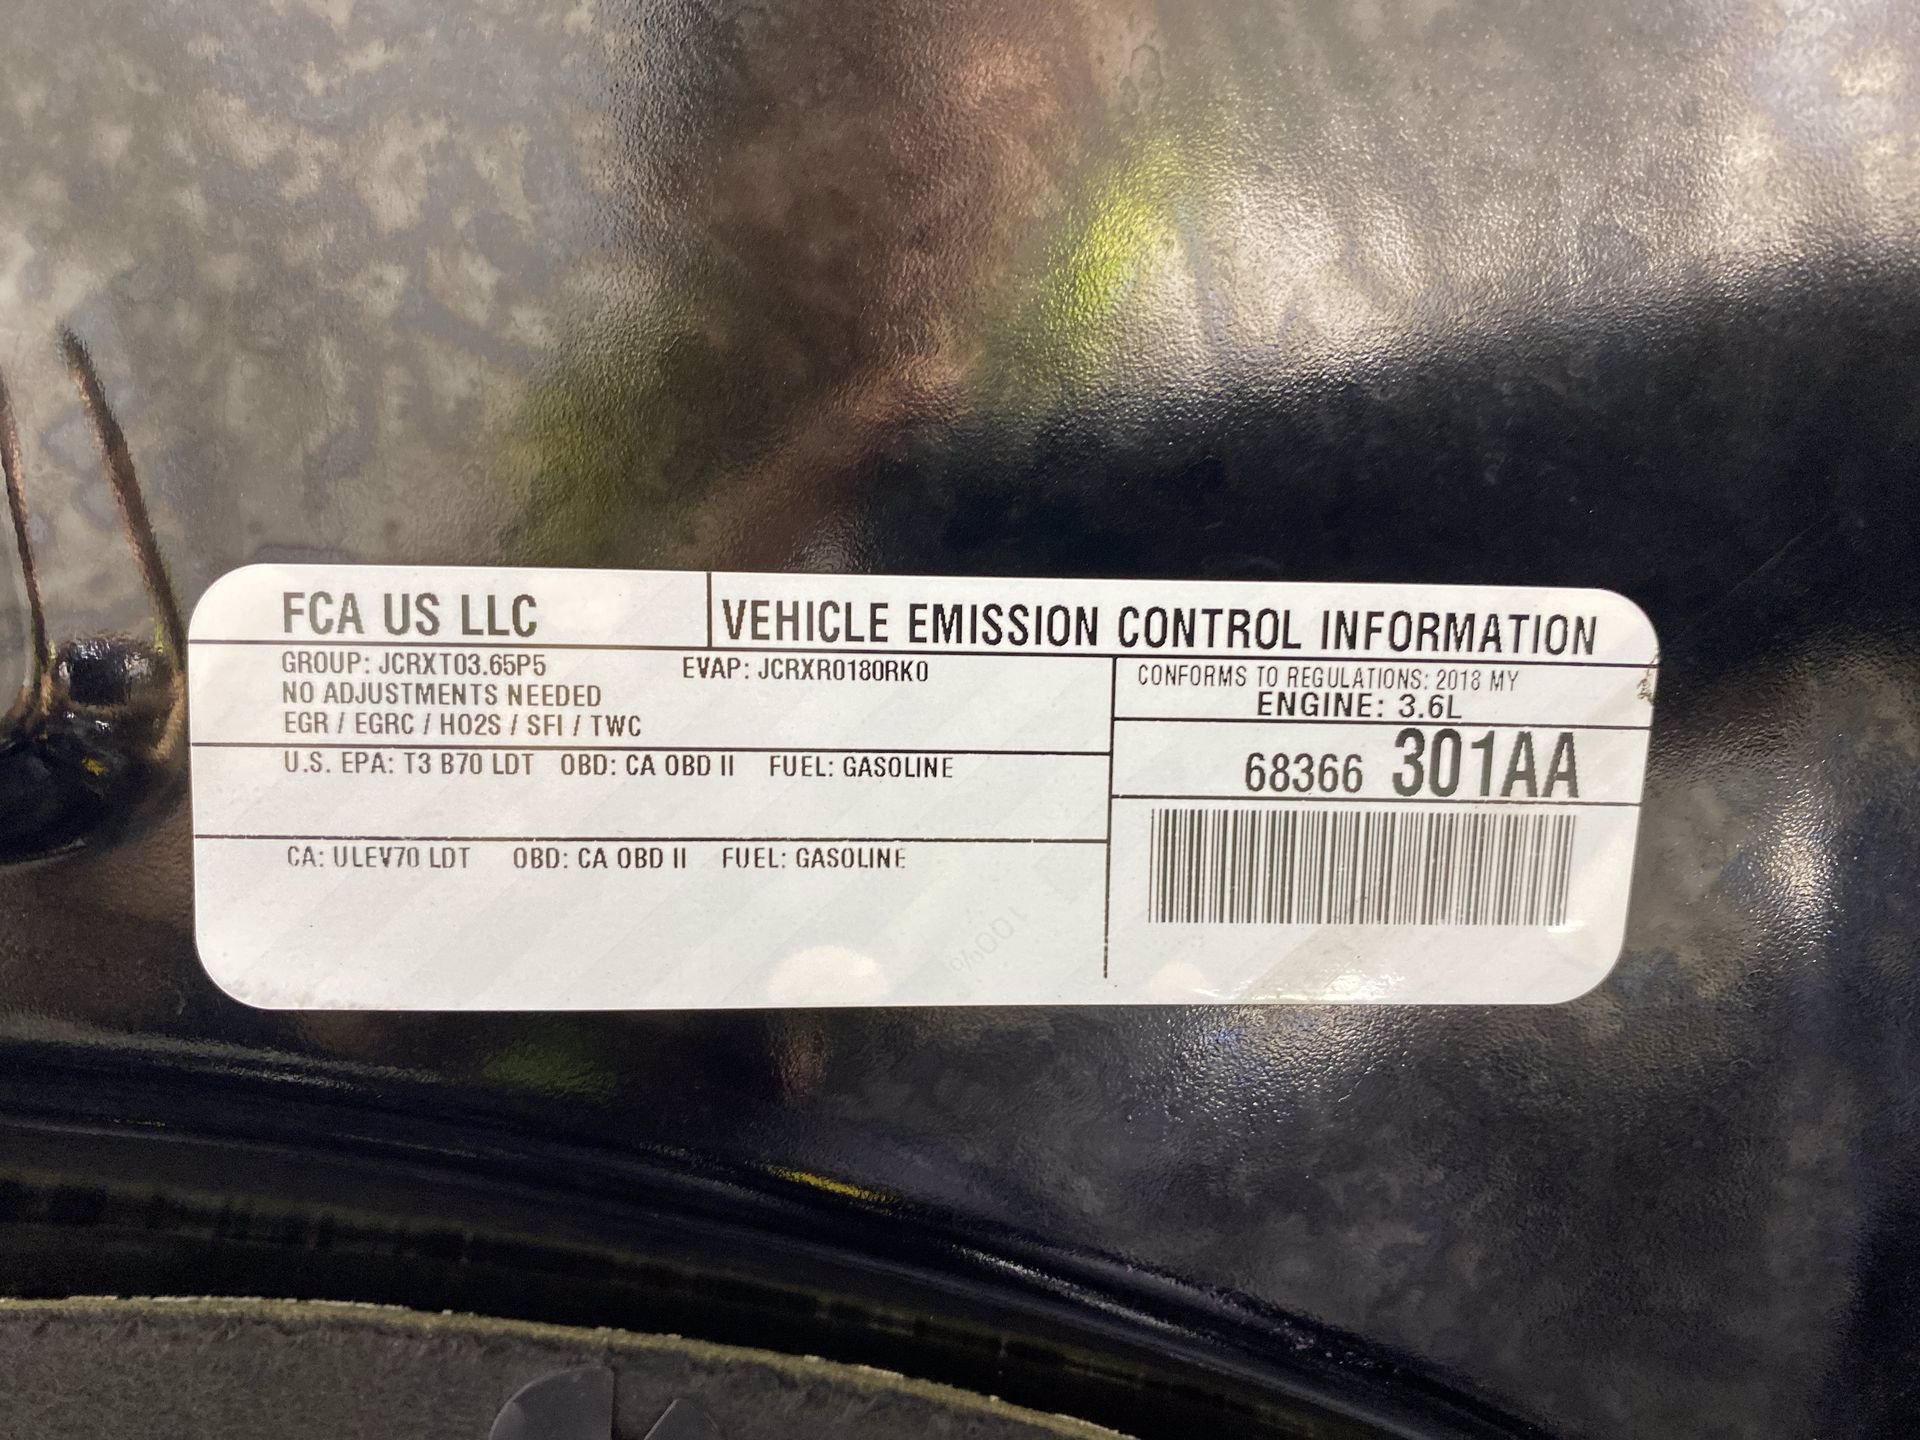 FCA US LLC
VEHICLE EMISSION CONTROL INFORMATION
GROUP: JCRXT03.65P5 EVAP: JCRXR0180RK0
NO ADJUSTMENTS NEEDED
EGR / EGRC / HO2S / SFI / TWC
CONFORMS TO REGULATIONS: 2018 MY
ENGINE: 3.6L
U.S. EPA: T3 B70 LDT OBD: CA OBD II FUEL: GASOLINE
68366 301AA
CA: ULEV70 LDT OBD: CA OBD II FUEL: GASOLINE
100%